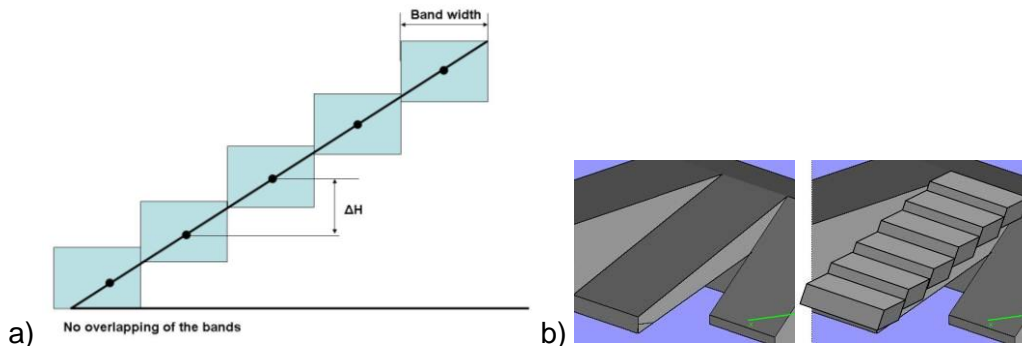 Band width
ΔH
No overlapping of the bands
a)
b)